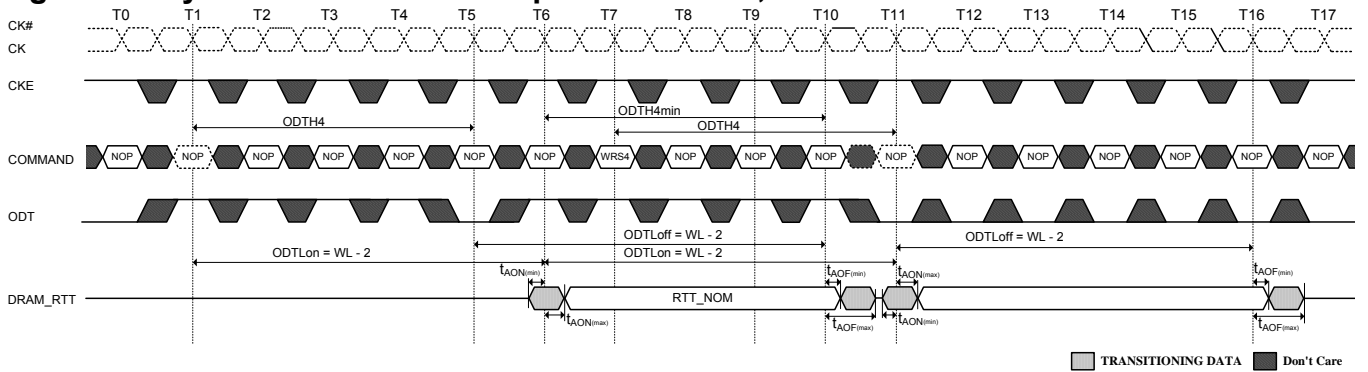 T0 T1 T2 T3 T4 T5 T6 T7 T8 T9 T10 T11 T12 T13 T14 T15 T16 T17
CK#
CK
CKE
ODTH4 ODTH4min
ODTH4
COMMAND NOP NOP NOP NOP NOP NOP NOP WRS4 NOP NOP NOP NOP NOP NOP NOP NOP NOP NOP
ODT
ODTLoff = WL - 2 ODTLoff = WL - 2
ODTLon = WL - 2 ODTLon = WL - 2
tAON(min) tAOF(min) tAON(max) tAOF(min)
DRAM_RTT RTT_NOM
tAON(max) tAOF(max) tAON(min) tAOF(max)
TRANSITIONING DATA Don't Care